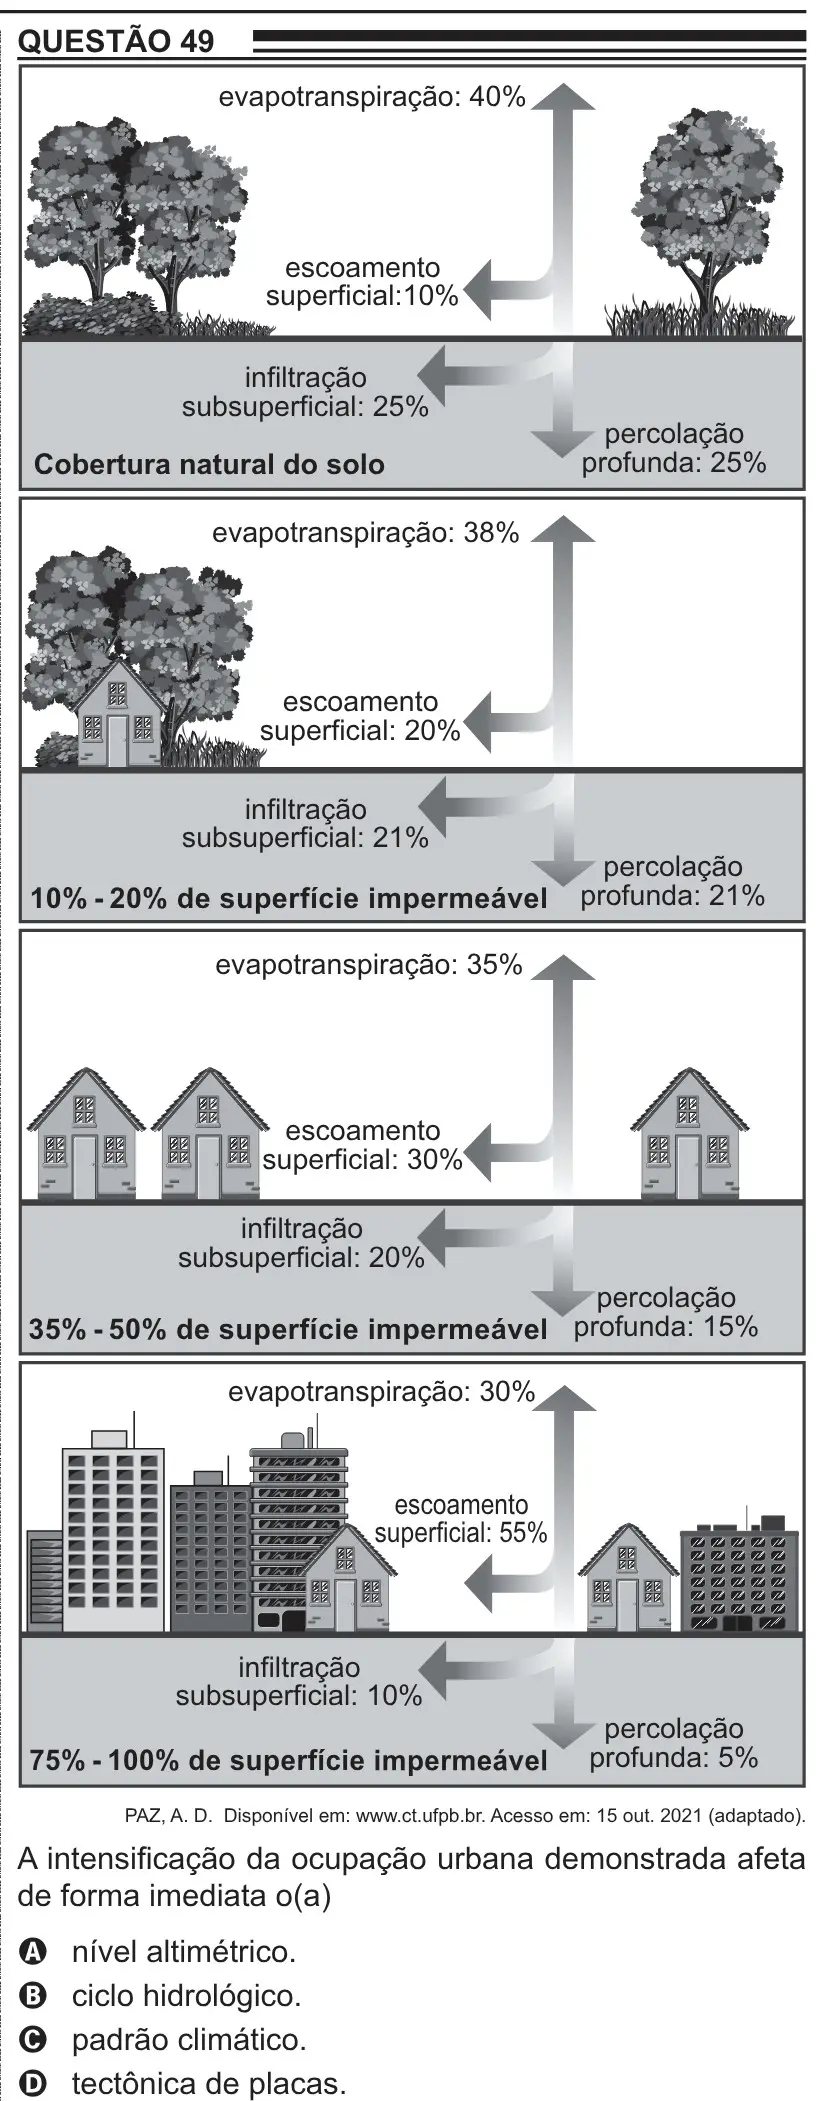 QUESTÃO 49
evapotranspiração: 40%
escoamento
superficial:10%
infiltração
subsuperficial: 25%
percolação
profunda: 25%
Cobertura natural do solo
evapotranspiração: 38%
escoamento
superficial: 20%
infiltração
subsuperficial: 21%
percolação
profunda: 21%
10% - 20% de superfície impermeável
evapotranspiração: 35%
escoamento
superficial: 30%
infiltração
subsuperficial: 20%
percolação
profunda: 15%
35% - 50% de superfície impermeável
evapotranspiração: 30%
escoamento
superficial: 55%
infiltração
subsuperficial: 10%
percolação
profunda: 5%
75% - 100% de superfície impermeável
PAZ, A. D. Disponível em: www.ct.ufpb.br. Acesso em: 15 out. 2021 (adaptado).
A intensificação da ocupação urbana demonstrada afeta
de forma imediata o(a)
A nível altimétrico.
B ciclo hidrológico.
C padrão climático.
D tectônica de placas.